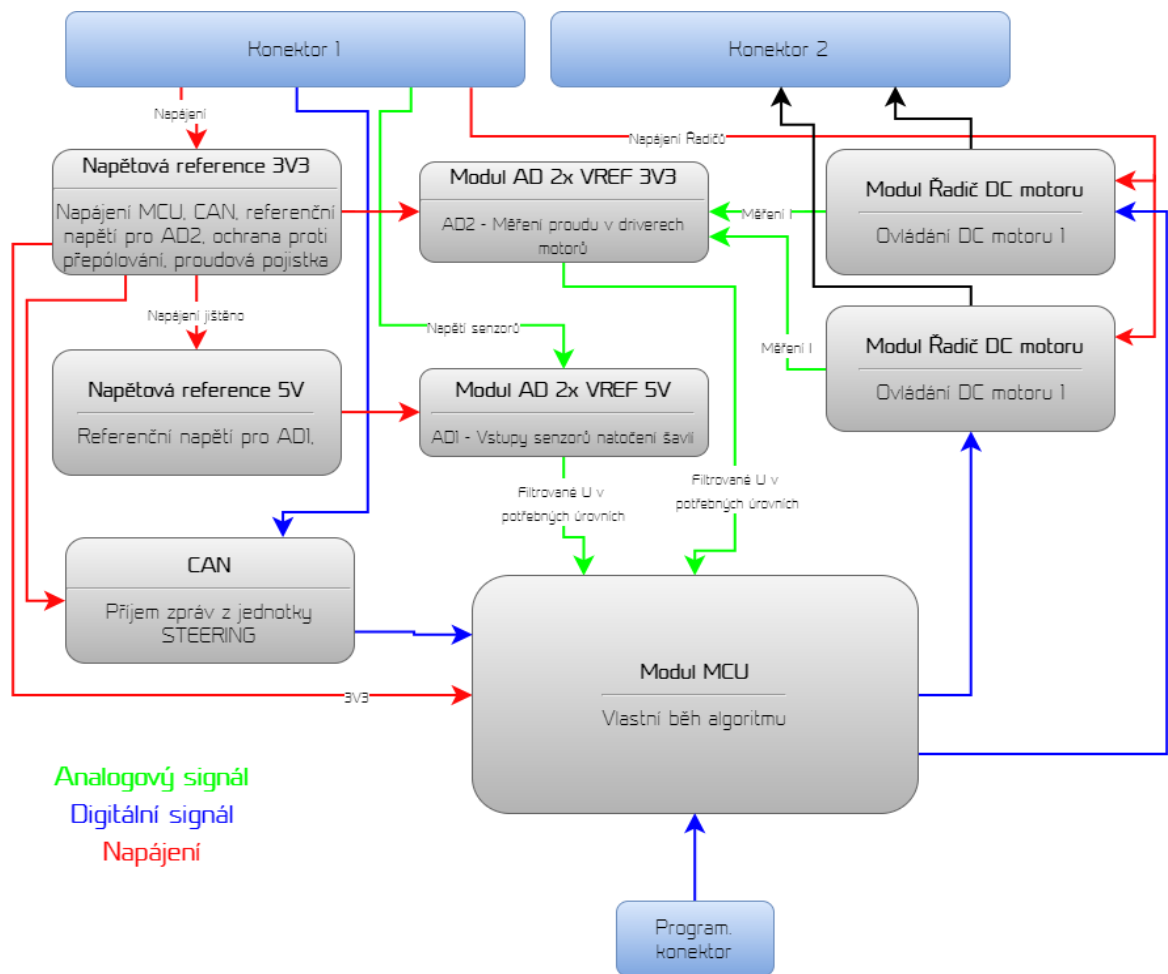 Konektor 1
Konektor 2
Napájení
Napájení Řadičů
Napěťová reference 3V3
Napájení MCU, CAN, referenční
napětí pro AD2, ochrana proti
přepólování, proudová pojistka
Modul AD 2x VREF 3V3
AD2 - Měření proudu v driverech
motorů
Měření I
Modul Řadič DC motoru
Ovládání DC motoru 1
Napájení jištěno
Napětí senzorů
Měření I
Modul Řadič DC motoru
Ovládání DC motoru 1
Napěťová reference 5V
Referenční napětí pro AD1,
Modul AD 2x VREF 5V
AD1 - Vstupy senzorů natočení šavlí
Filtrované U v
potřebných úrovních
Filtrované U v
potřebných úrovních
CAN
Příjem zpráv z jednotky
STEERING
Modul MCU
Vlastní běh algoritmu
3V3
Analogový signál
Digitální signál
Napájení
Program.
konektor